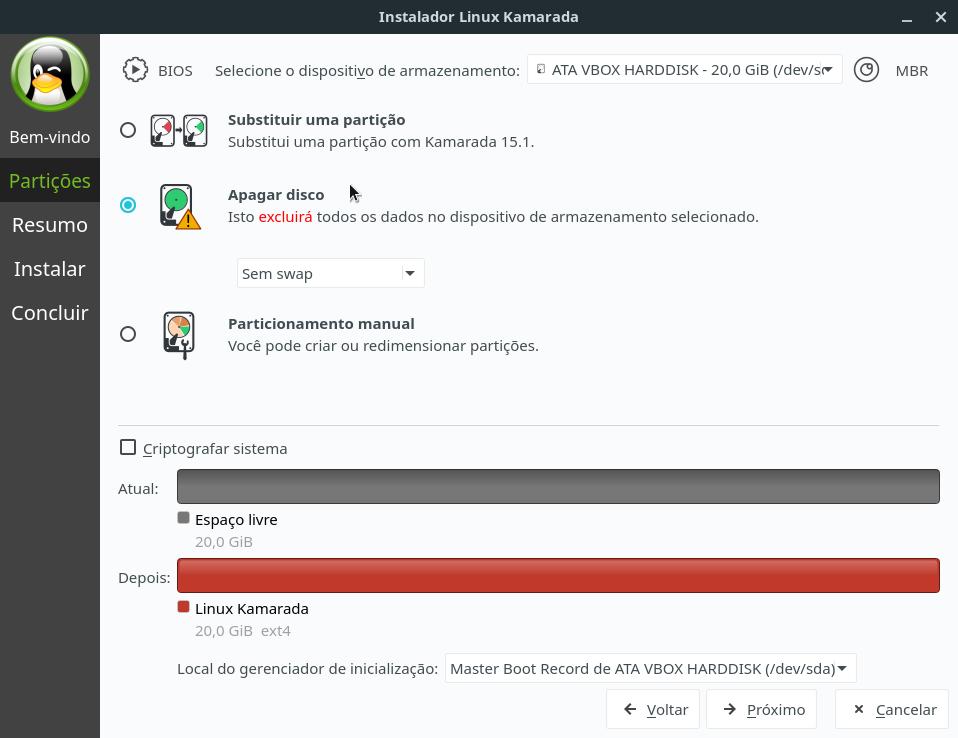 Instalador Linux Kamarada
Bem-vindo
Partições
Resumo
Instalar
Concluir
BIOS
Selecione o dispositivo de armazenamento:
ATA VBOX HARDDISK - 20,0 GiB (/dev/
MBR
Substituir uma partição
Substitui uma partição com Kamarada 15.1.
Apagar disco
Isto excluirá todos os dados no dispositivo de armazenamento selecionado.
Sem swap
Particionamento manual
Você pode criar ou redimensionar partições.
Criptografar sistema
Atual:
Espaço livre
20,0 GiB
Depois:
Linux Kamarada
20,0 GiB ext4
Local do gerenciador de inicialização:
Master Boot Record de ATA VBOX HARDDISK (/dev/sda)
Voltar
Próximo
Cancelar